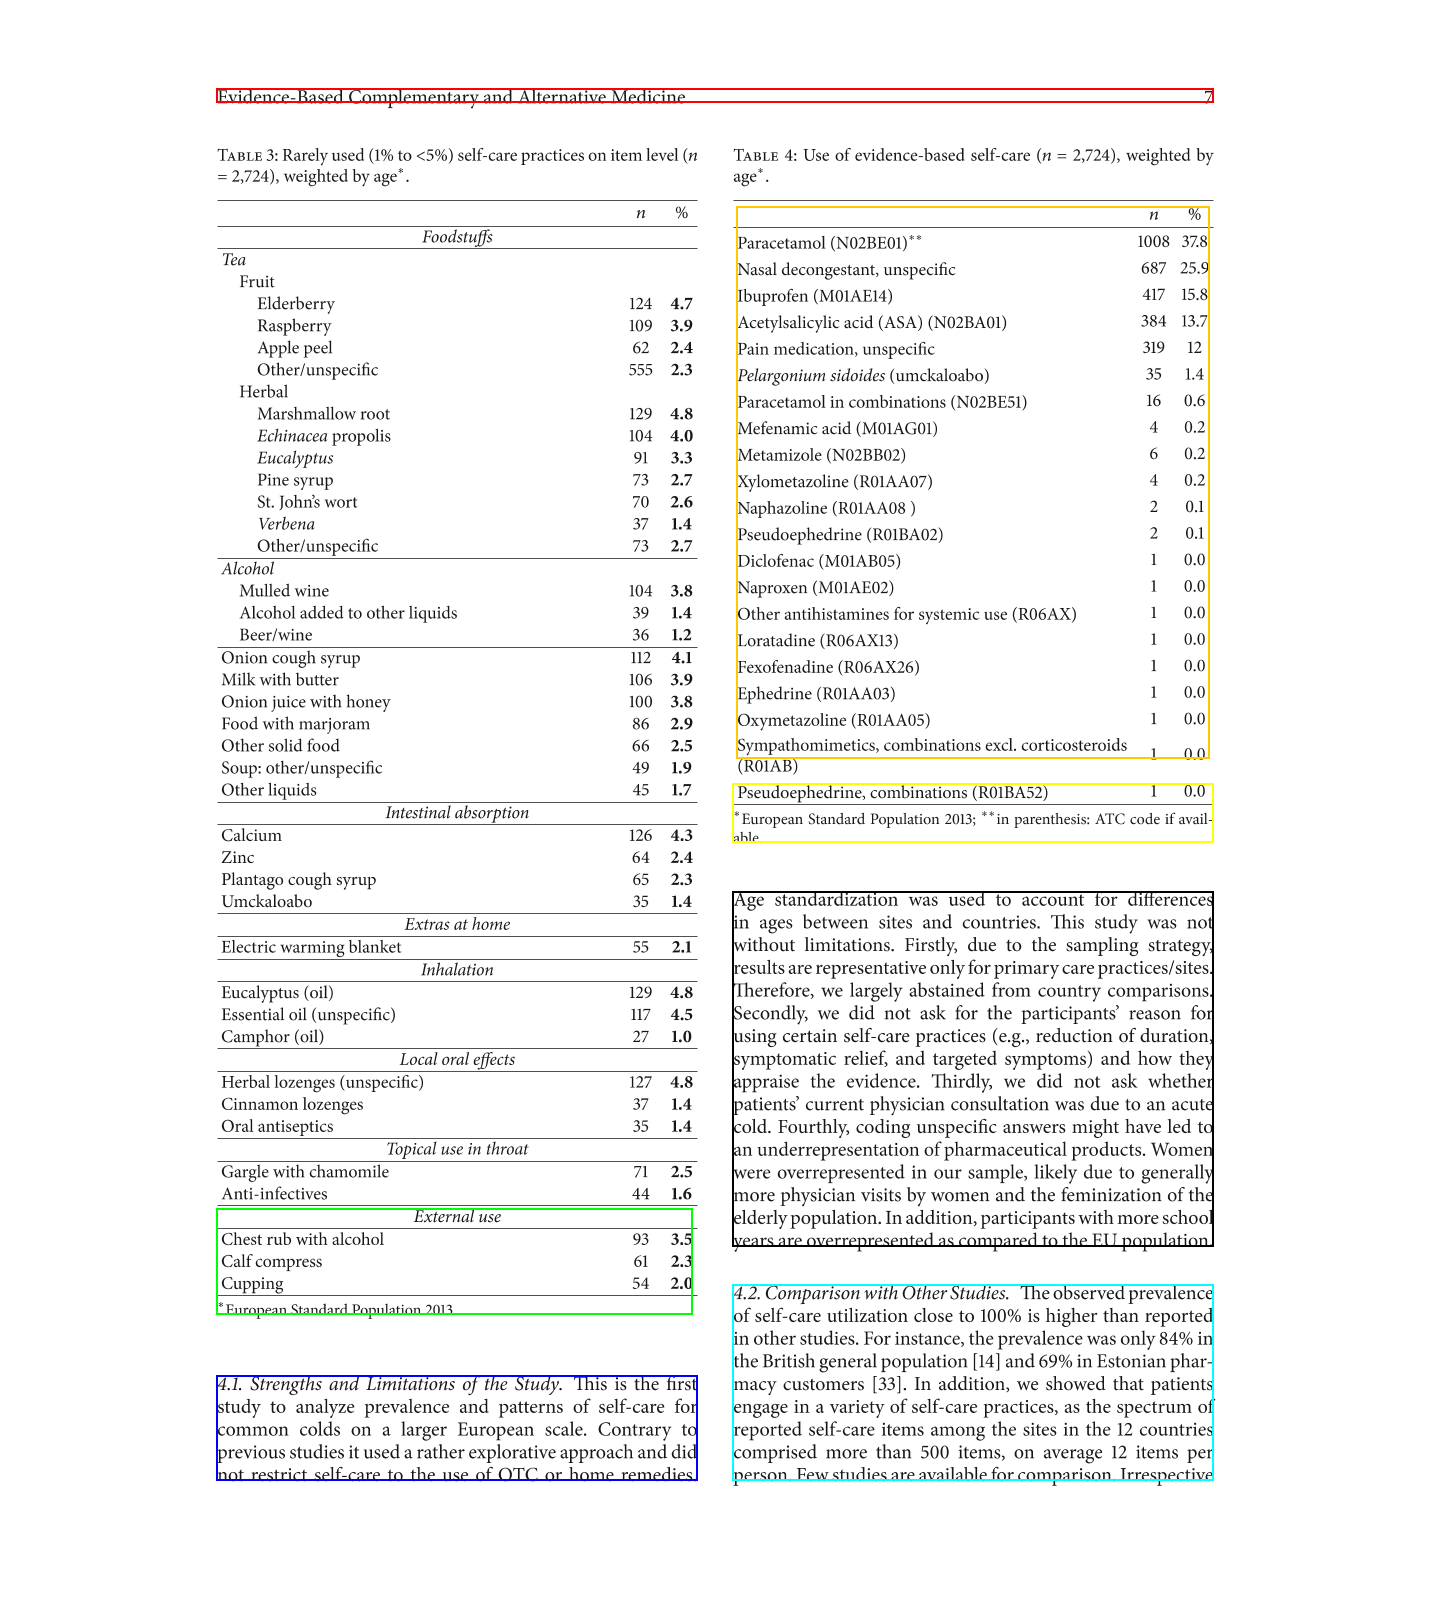 Evidence-Based Complementary and Alternative Medicine 7
TABLE 3: Rarely used (1% to <5%) self-care practices on item level (n
= 2,724), weighted by age*.
n %
Foodstuffs
Tea
Fruit
Elderberry 124 4.7
Raspberry 109 3.9
Apple peel 62 2.4
Other/unspecific 555 2.3
Herbal
Marshmallow root 129 4.8
Echinacea propolis 104 4.0
Eucalyptus 91 3.3
Pine syrup 73 2.7
St. John's wort 70 2.6
Verbena 37 1.4
Other/unspecific 73 2.7
Alcohol
Mulled wine 104 3.8
Alcohol added to other liquids 39 1.4
Beer/wine 36 1.2
Onion cough syrup 112 4.1
Milk with butter 106 3.9
Onion juice with honey 100 3.8
Food with marjoram 86 2.9
Other solid food 66 2.5
Soup: other/unspecific 49 1.9
Other liquids 45 1.7
Intestinal absorption
Calcium 126 4.3
Zinc 64 2.4
Plantago cough syrup 65 2.3
Umckaloabo 35 1.4
Extras at home
Electric warming blanket 55 2.1
Inhalation
Eucalyptus (oil) 129 4.8
Essential oil (unspecific) 117 4.5
Camphor (oil) 27 1.0
Local oral effects
Herbal lozenges (unspecific) 127 4.8
Cinnamon lozenges 37 1.4
Oral antiseptics 35 1.4
Topical use in throat
Gargle with chamomile 71 2.5
Anti-infectives 44 1.6
External use
Chest rub with alcohol 93 3.5
Calf compress 61 2.3
Cupping 54 2.0
*European Standard Population 2013
4.1. Strengths and Limitations of the Study. This is the first
study to analyze prevalence and patterns of self-care for
common colds on a larger European scale. Contrary to
previous studies it used a rather explorative approach and did
not restrict self-care to the use of OTC or home remedies.
TABLE 4: Use of evidence-based self-care (n = 2,724), weighted by
age*.
n %
Paracetamol (N02BE01)** 1008 37.8
Nasal decongestant, unspecific 687 25.9
Ibuprofen (M01AE14) 417 15.8
Acetylsalicylic acid (ASA) (N02BA01) 384 13.7
Pain medication, unspecific 319 12
Pelargonium sidoides (umckaloabo) 35 1.4
Paracetamol in combinations (N02BE51) 16 0.6
Mefenamic acid (M01AG01) 4 0.2
Metamizole (N02BB02) 6 0.2
Xylometazoline (R01AA07) 4 0.2
Naphazoline (R01AA08 ) 2 0.1
Pseudoephedrine (R01BA02) 2 0.1
Diclofenac (M01AB05) 1 0.0
Naproxen (M01AE02) 1 0.0
Other antihistamines for systemic use (R06AX) 1 0.0
Loratadine (R06AX13) 1 0.0
Fexofenadine (R06AX26) 1 0.0
Ephedrine (R01AA03) 1 0.0
Oxymetazoline (R01AA05) 1 0.0
Sympathomimetics, combinations excl. corticosteroids 1 0.0
(R01AB)
Pseudoephedrine, combinations (R01BA52) 1 0.0
*European Standard Population 2013; **in parenthesis: ATC code if avail-
able
Age standardization was used to account for differences
in ages between sites and countries. This study was not
without limitations. Firstly, due to the sampling strategy,
results are representative only for primary care practices/sites.
Therefore, we largely abstained from country comparisons.
Secondly, we did not ask for the participants' reason for
using certain self-care practices (e.g., reduction of duration,
symptomatic relief, and targeted symptoms) and how they
appraise the evidence. Thirdly, we did not ask whether
patients' current physician consultation was due to an acute
cold. Fourthly, coding unspecific answers might have led to
an underrepresentation of pharmaceutical products. Women
were overrepresented in our sample, likely due to generally
more physician visits by women and the feminization of the
elderly population. In addition, participants with more school
years are overrepresented as compared to the EU population.
4.2. Comparison with Other Studies. The observed prevalence
of self-care utilization close to 100% is higher than reported
in other studies. For instance, the prevalence was only 84% in
the British general population [14] and 69% in Estonian phar-
macy customers [33]. In addition, we showed that patients
engage in a variety of self-care practices, as the spectrum of
reported self-care items among the sites in the 12 countries
comprised more than 500 items, on average 12 items per
person. Few studies are available for comparison. Irrespective